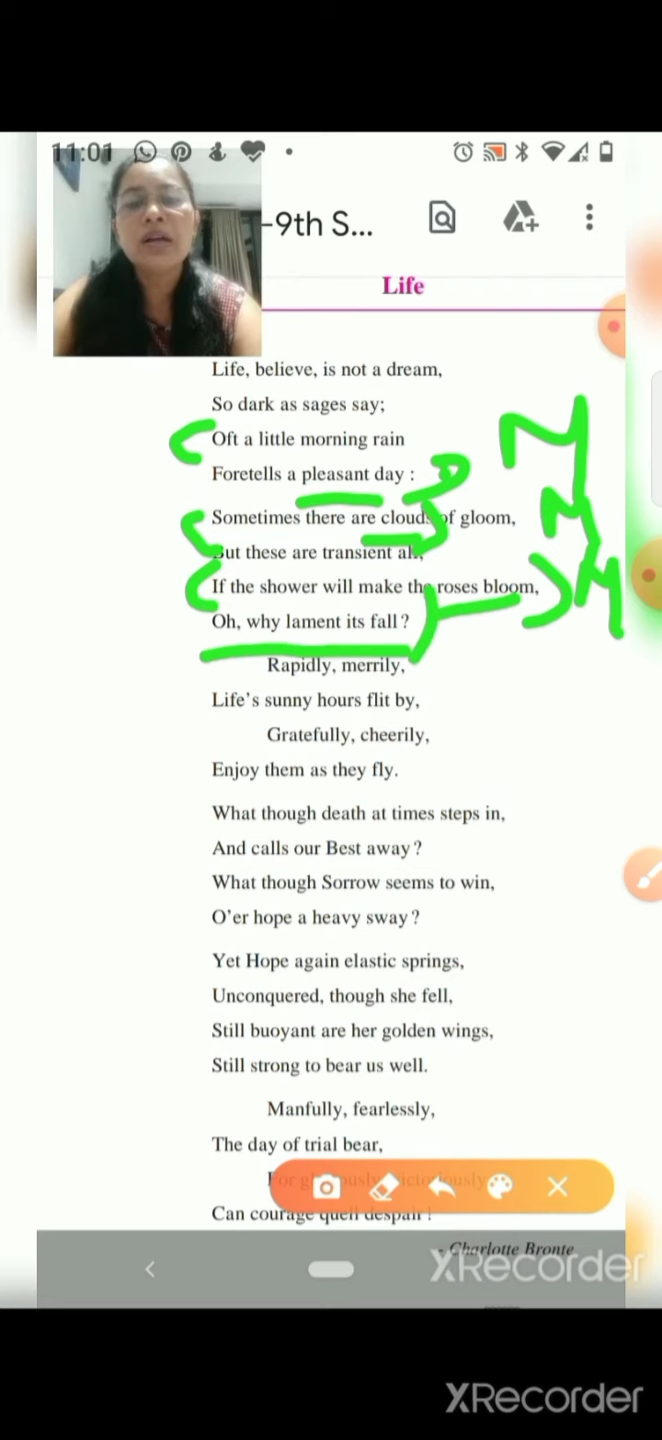 11:01
-9th S...
Life
Life, believe, is not a dream,
So dark as sages say;
Oft a little morning rain
Foretells a pleasant day :
Sometimes there are clouds of gloom,
But these are transient all,
If the shower will make the roses bloom,
Oh, why lament its fall?
Rapidly, merrily,
Life's sunny hours flit by,
Gratefully, cheerily,
Enjoy them as they fly.
What though death at times steps in,
And calls our Best away?
What though Sorrow seems to win,
O'er hope a heavy sway?
Yet Hope again elastic springs,
Unconquered, though she fell,
Still buoyant are her golden wings,
Still strong to bear us well.
Manfully, fearlessly,
The day of trial bear,
For gloriously, victoriously
Can courage quell despair !
- Charlotte Bronte
XRecorder
XRecorder